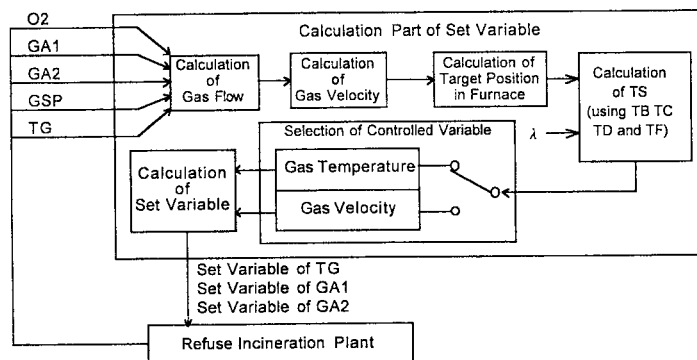 O2
GA1
GA2
GSP
TG
Calculation Part of Set Variable
Calculation
of
Gas Flow
Calculation
of
Gas Velocity
Calculation of
Target Position
in Furnace
Calculation
of TS
(using TB TC
TD and TF)
λ
Selection of Controlled Variable
Gas Temperature
Gas Velocity
Calculation
of
Set Variable
Set Variable of TG
Set Variable of GA1
Set Variable of GA2
Refuse Incineration Plant